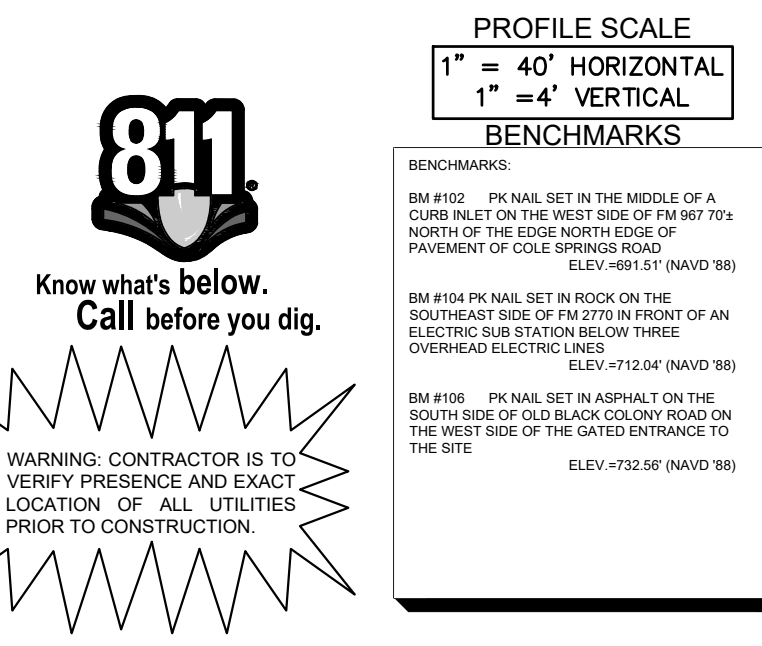 811
Know what's below.
Call before you dig.
WARNING: CONTRACTOR IS TO
VERIFY PRESENCE AND EXACT
LOCATION OF ALL UTILITIES
PRIOR TO CONSTRUCTION.
PROFILE SCALE
1" = 40' HORIZONTAL
1" =4' VERTICAL
BENCHMARKS
BENCHMARKS:
BM #102 PK NAIL SET IN THE MIDDLE OF A
CURB INLET ON THE WEST SIDE OF FM 967 70'±
NORTH OF THE EDGE NORTH EDGE OF
PAVEMENT OF COLE SPRINGS ROAD
ELEV.=691.51' (NAVD '88)
BM #104 PK NAIL SET IN ROCK ON THE
SOUTHEAST SIDE OF FM 2770 IN FRONT OF AN
ELECTRIC SUB STATION BELOW THREE
OVERHEAD ELECTRIC LINES
ELEV.=712.04' (NAVD '88)
BM #106 PK NAIL SET IN ASPHALT ON THE
SOUTH SIDE OF OLD BLACK COLONY ROAD ON
THE WEST SIDE OF THE GATED ENTRANCE TO
THE SITE
ELEV.=732.56' (NAVD '88)